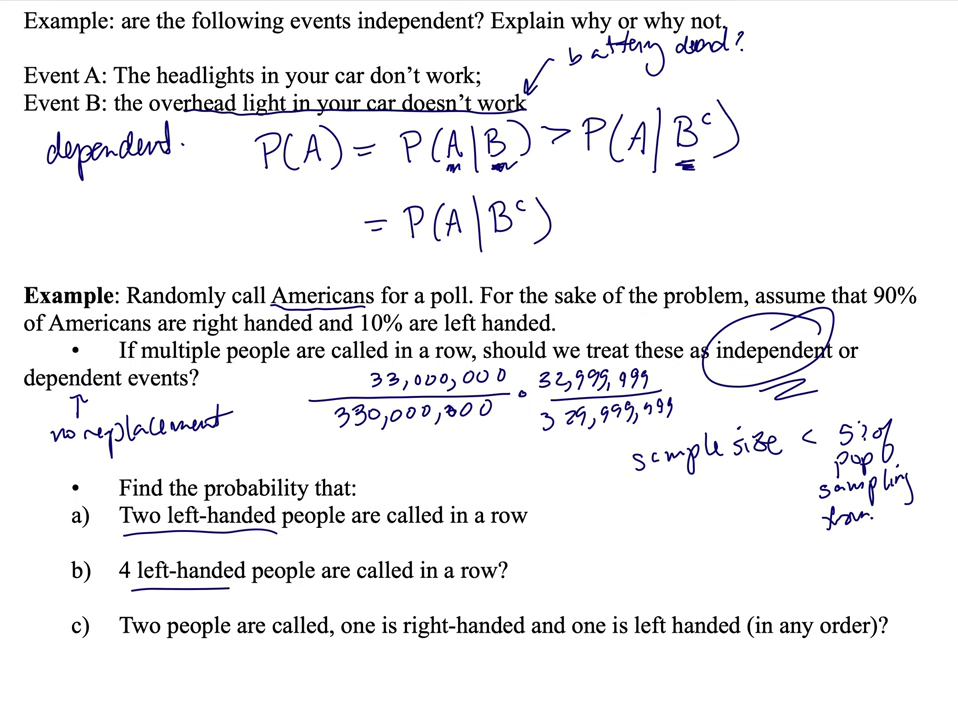 Example: are the following events independent? Explain why or why not.
battery dead?
Event A: The headlights in your car don’t work;
Event B: the overhead light in your car doesn’t work
dependent. P(A) = P(A|B) > P(A|Bᶜ)
= P(A|Bᶜ)
Example: Randomly call Americans for a poll. For the sake of the problem, assume that 90%
of Americans are right handed and 10% are left handed.
• If multiple people are called in a row, should we treat these as independent or
dependent events?
33,000,000 / 330,000,000 · 32,999,999 / 329,999,999
↑
no replacement
sample size < 5% of
pop
sampling
from.
• Find the probability that:
a) Two left-handed people are called in a row
b) 4 left-handed people are called in a row?
c) Two people are called, one is right-handed and one is left handed (in any order)?